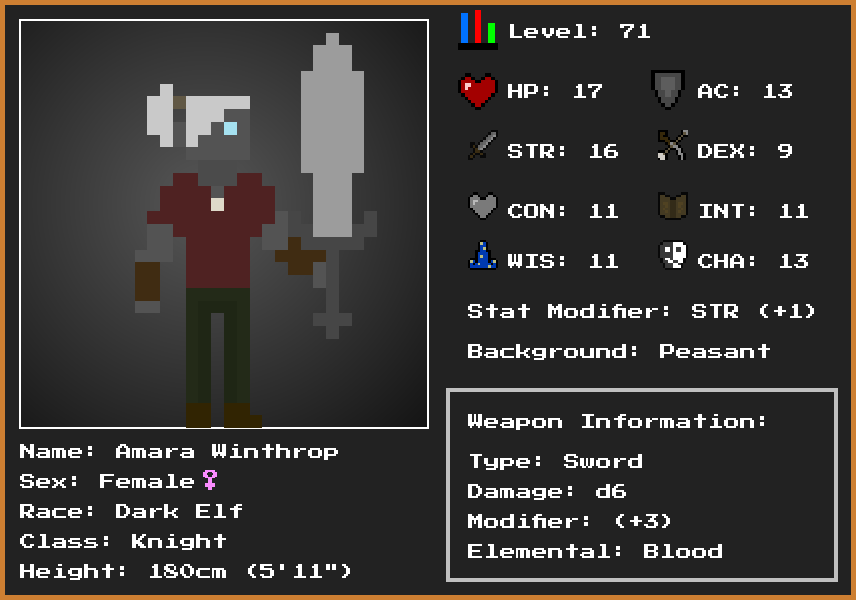 Level: 71
HP: 17 AC: 13
STR: 16 DEX: 9
CON: 11 INT: 11
WIS: 11 CHA: 13
Stat Modifier: STR (+1)
Background: Peasant
Weapon Information:
Type: Sword
Damage: d6
Modifier: (+3)
Elemental: Blood
Name: Amara Winthrop
Sex: Female♀
Race: Dark Elf
Class: Knight
Height: 180cm (5'11")